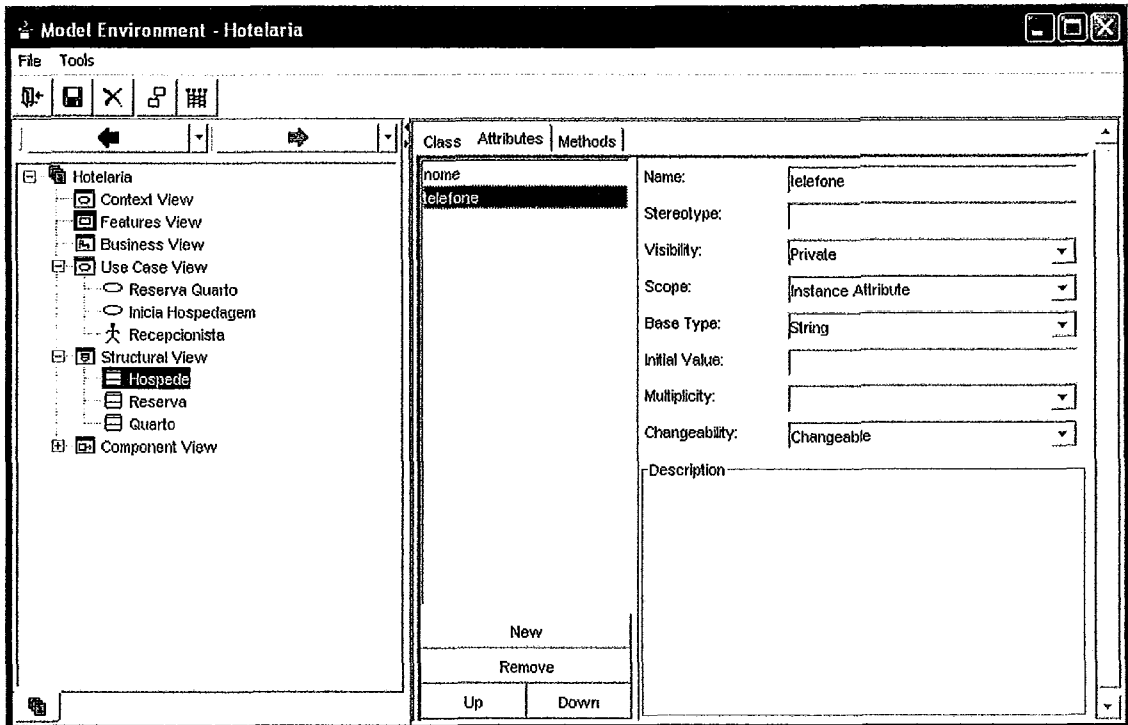 Model Environment - Hotelaria
File Tools
Class Attributes Methods
Hotelaria
Context View
Features View
Business View
Use Case View
Reserva Quarto
Inicia Hospedagem
Recepcionista
Structural View
Hospede
Reserva
Quarto
Component View
nome
telefone
New
Remove
Up Down
Name: telefone
Stereotype:
Visibility: Private
Scope: Instance Attribute
Base Type: String
Initial Value:
Multiplicity:
Changeability: Changeable
Description